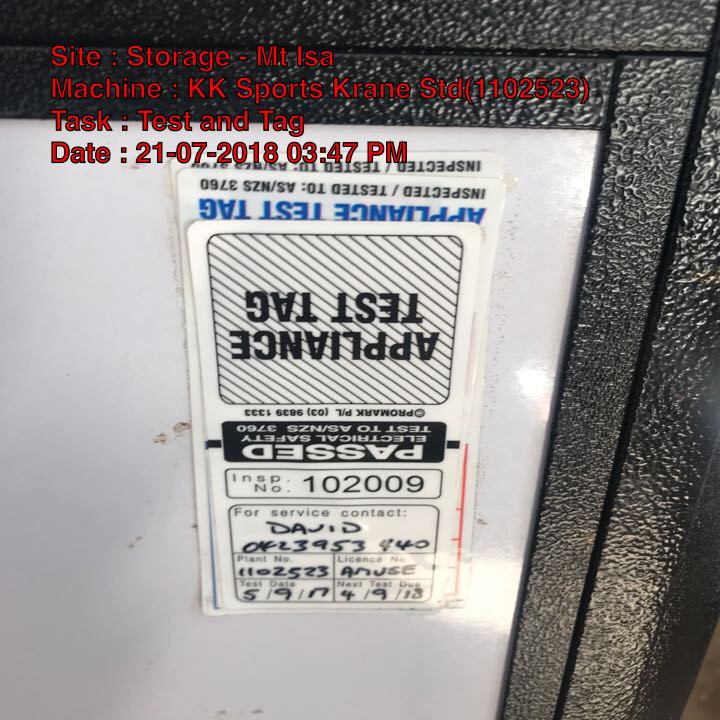 Site : Storage - Mt Isa
Machine : KK Sports Krane Std(1102523)
Task : Test and Tag
Date : 21-07-2018 03:47 PM
INSPECTED / TESTED TO: AS/NZS 3760
INSPECTED / TESTED TO: AS/NZS 3760
APPLIANCE TEST TAG
APPLIANCE
TEST TAG
©PROMARK P/L (03) 9839 1333
PASSED
ELECTRICAL SAFETY
TEST TO AS/NZS 3760
Insp. No. 102009
For service contact:
DAVID
0423953 440
Plant No. Licence No
1102523 AMUSE
Test Date Next Test Due
5/9/17 4/9/18